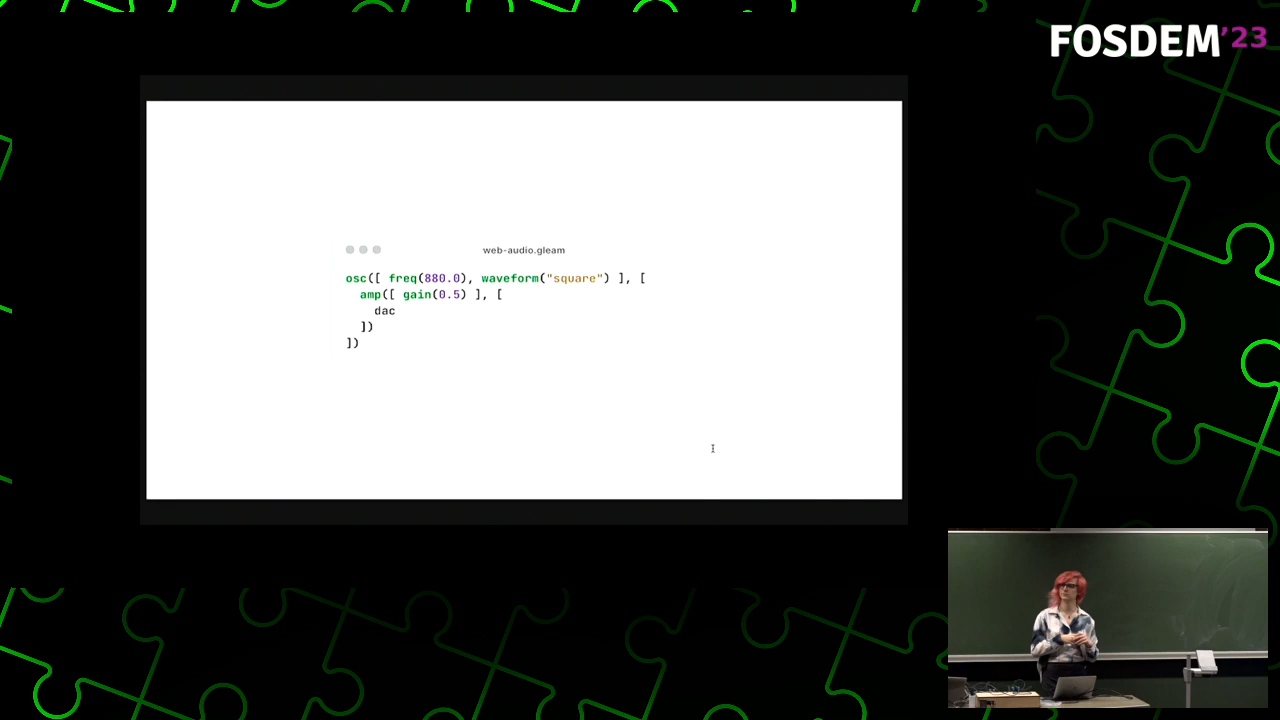 FOSDEM'23
web-audio.gleam
osc([ freq(880.0), waveform("square") ], [
  amp([ gain(0.5) ], [
    dac
  ])
])